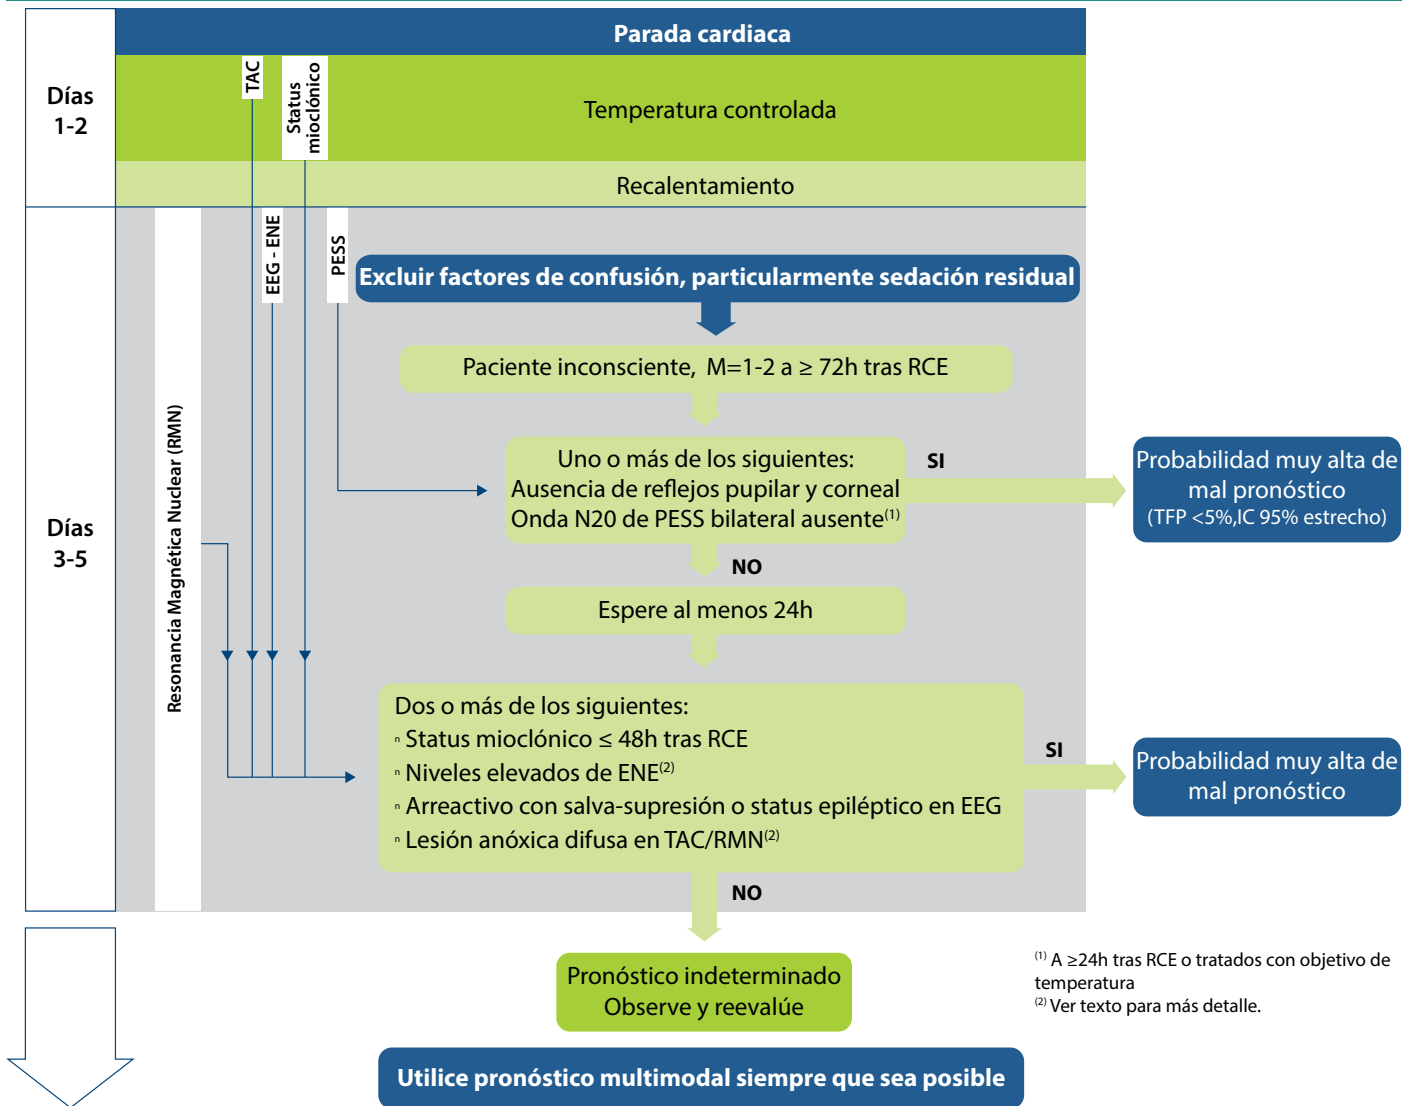 Parada cardiaca
Días
1-2
TAC
Status
mioclónico
Temperatura controlada
Recalentamiento
Días
3-5
Resonancia Magnética Nuclear (RMN)
EEG - ENE
PESS
Excluir factores de confusión, particularmente sedación residual
Paciente inconsciente, M=1-2 a ≥ 72h tras RCE
Uno o más de los siguientes:
Ausencia de reflejos pupilar y corneal
Onda N20 de PESS bilateral ausente(1)
SI
Probabilidad muy alta de
mal pronóstico
(TFP <5%,IC 95% estrecho)
NO
Espere al menos 24h
Dos o más de los siguientes:
n Status mioclónico ≤ 48h tras RCE
n Niveles elevados de ENE(2)
n Arreactivo con salva-supresión o status epiléptico en EEG
n Lesión anóxica difusa en TAC/RMN(2)
SI
Probabilidad muy alta de
mal pronóstico
NO
Pronóstico indeterminado
Observe y reevalúe
(1) A ≥24h tras RCE o tratados con objetivo de
temperatura
(2) Ver texto para más detalle.
Utilice pronóstico multimodal siempre que sea posible